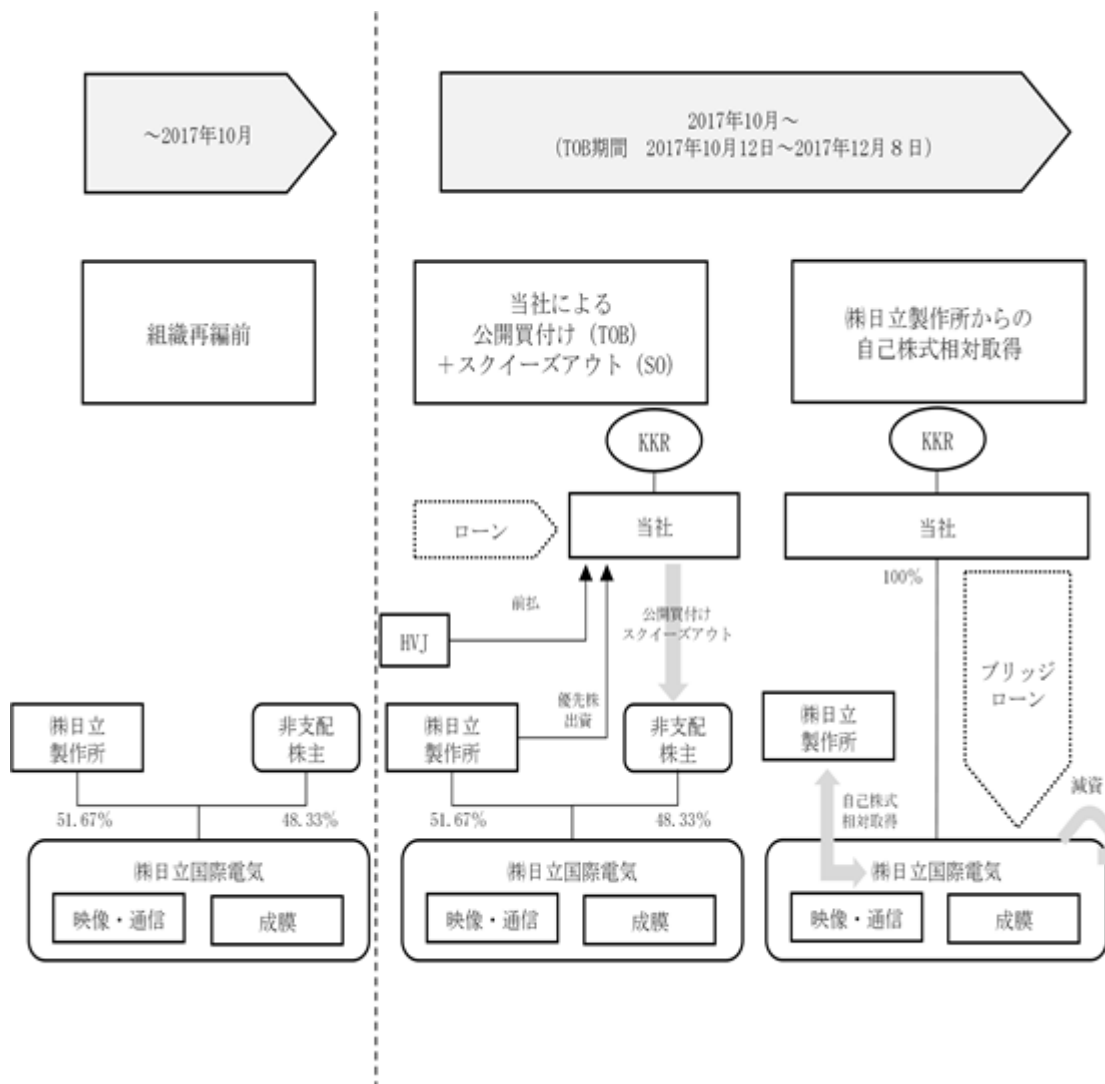 ～2017年10月
2017年10月～
(TOB期間　2017年10月12日～2017年12月８日)
組織再編前
当社による
公開買付け (TOB)
＋スクイーズアウト (SO)
㈱日立製作所からの
自己株式相対取得
KKR
KKR
ローン
当社
当社
100%
前払
公開買付け
スクイーズアウト
HVJ
ブリッジ
ローン
優先株
出資
㈱日立
製作所
非支配
株主
㈱日立
製作所
非支配
株主
㈱日立
製作所
減資
51.67%
48.33%
51.67%
48.33%
自己株式
相対取得
㈱日立国際電気
映像・通信
成膜
㈱日立国際電気
映像・通信
成膜
㈱日立国際電気
映像・通信
成膜